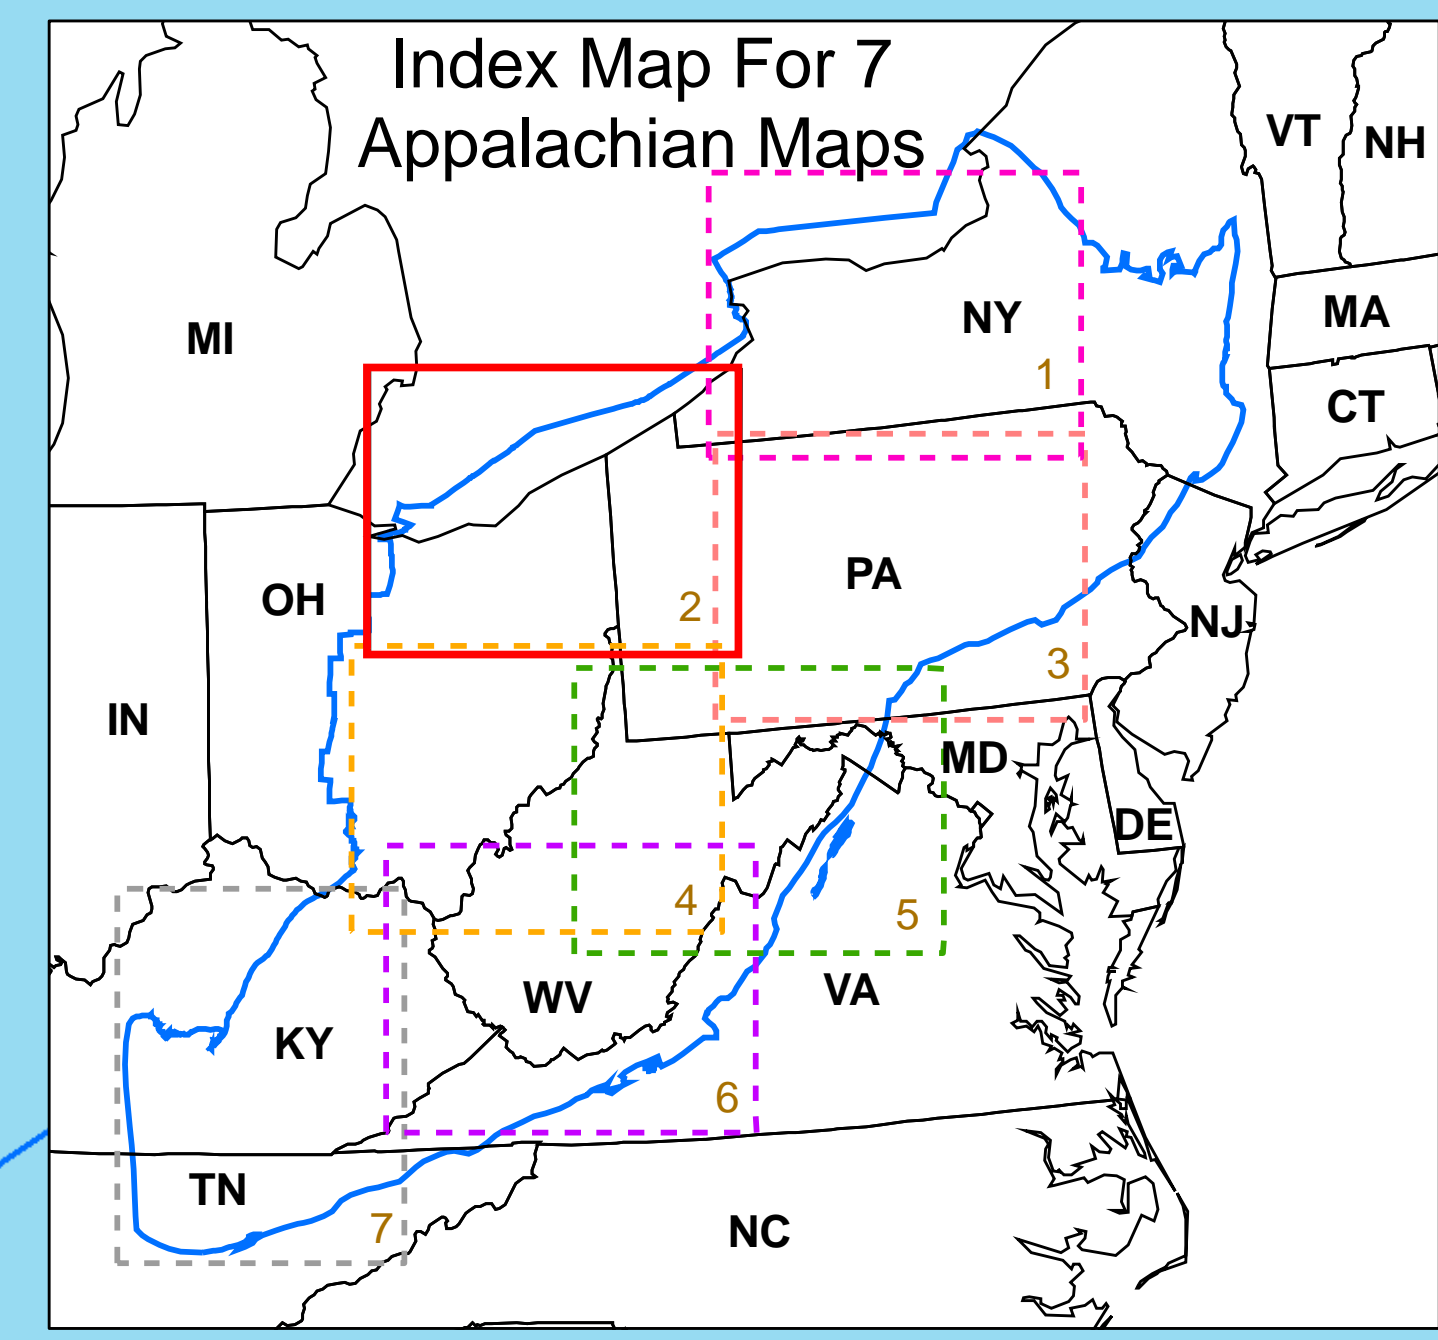 Index Map For 7
Appalachian Maps
VT
NH
MI
NY
MA
1
CT
OH
2
PA
NJ
3
IN
MD
DE
4
5
WV
VA
KY
6
TN
7
NC